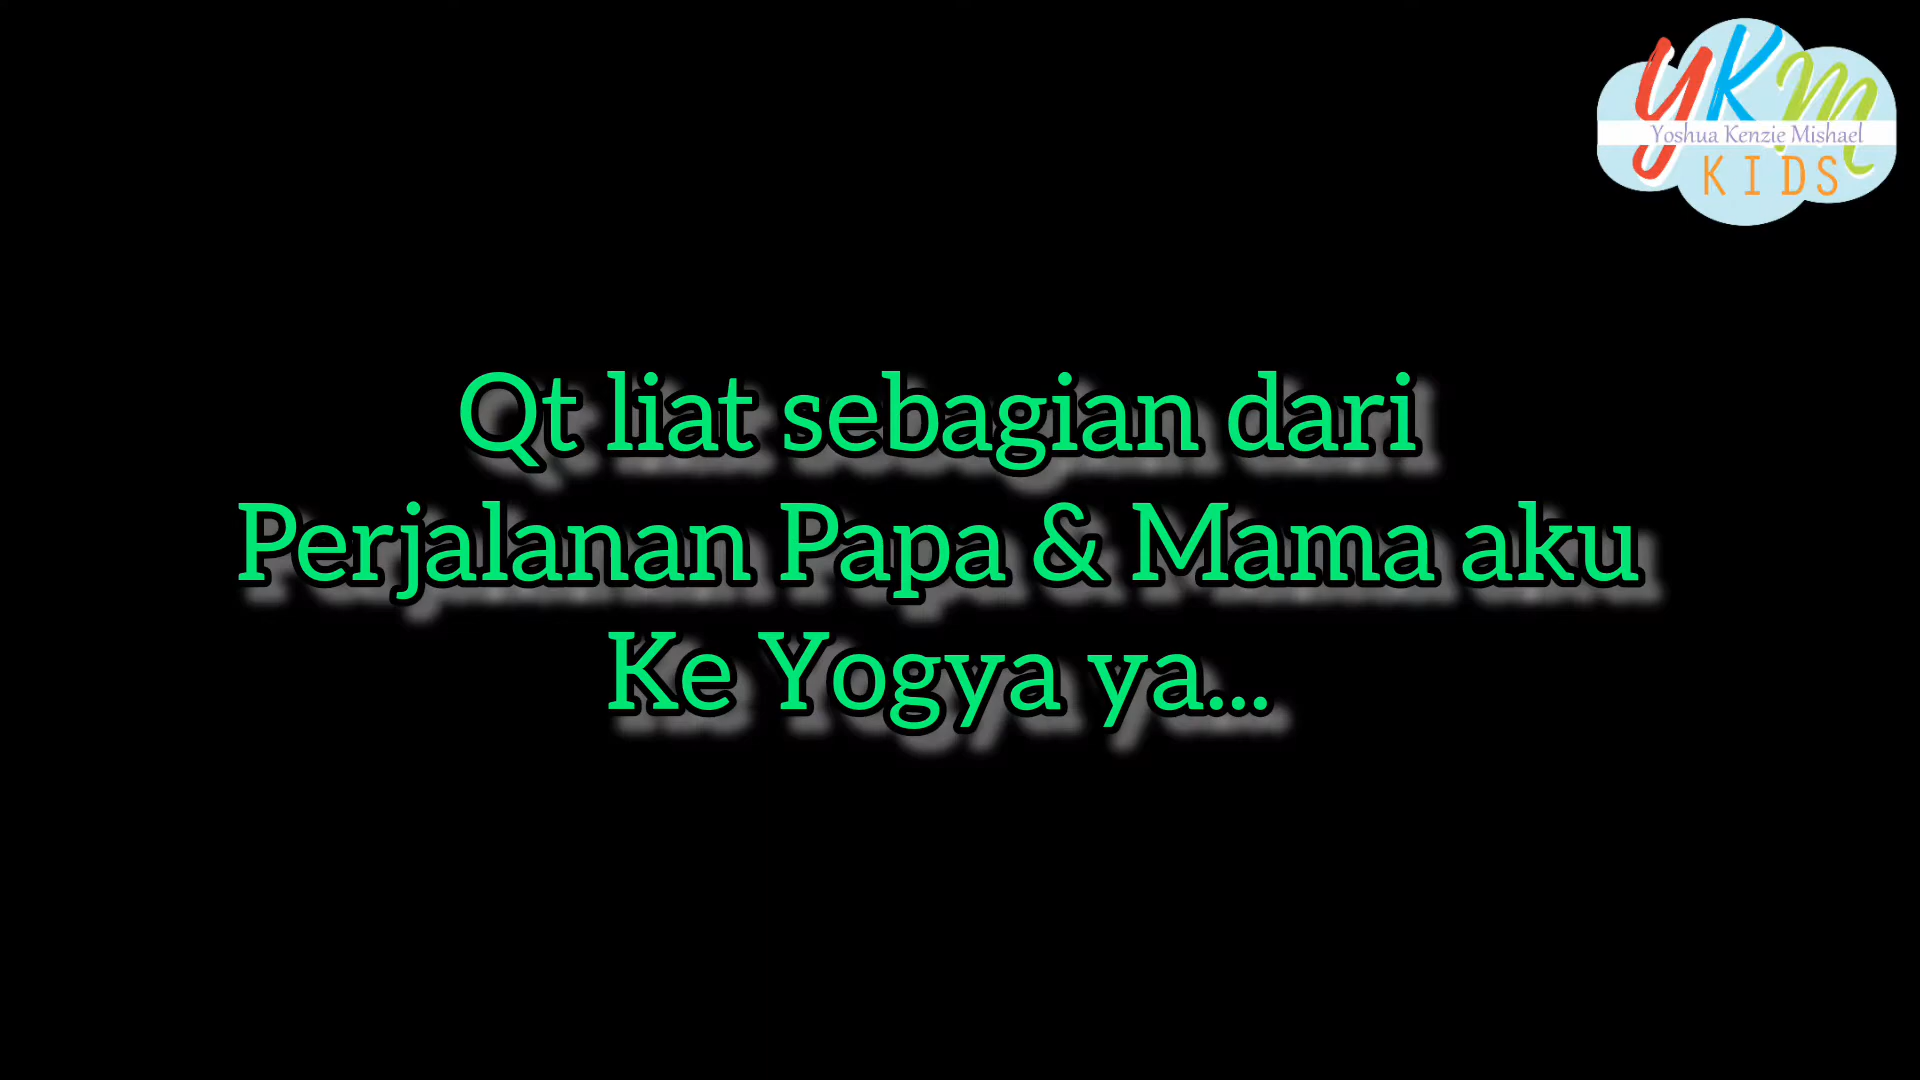 YKM
Yoshua Kenzie Mishael
KIDS
Qt liat sebagian dari
Perjalanan Papa & Mama aku
Ke Yogya ya...